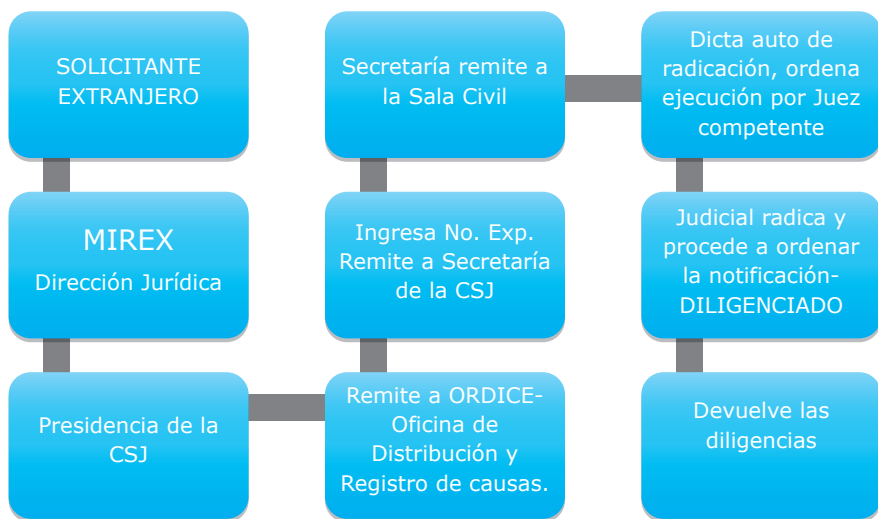 SOLICITANTE
EXTRANJERO
MIREX
Dirección Jurídica
Presidencia de la
CSJ
Remite a ORDICE-
Oficina de
Distribución y
Registro de causas.
Ingresa No. Exp.
Remite a Secretaría
de la CSJ
Secretaría remite a
la Sala Civil
Dicta auto de
radicación, ordena
ejecución por Juez
competente
Judicial radica y
procede a ordenar
la notificación-
DILIGENCIADO
Devuelve las
diligencias